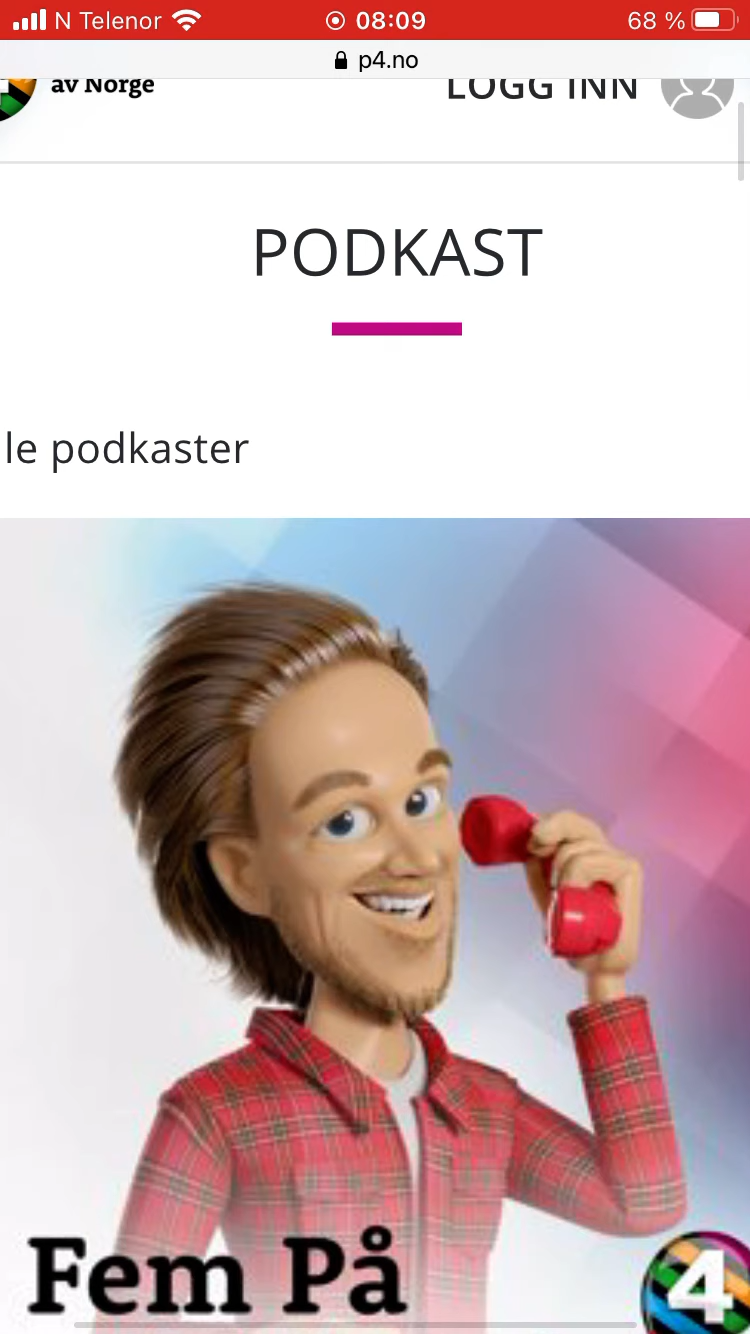 N Telenor 08:09 68 %
p4.no
av Norge LOGG INN
PODKAST
le podkaster
Fem På
4